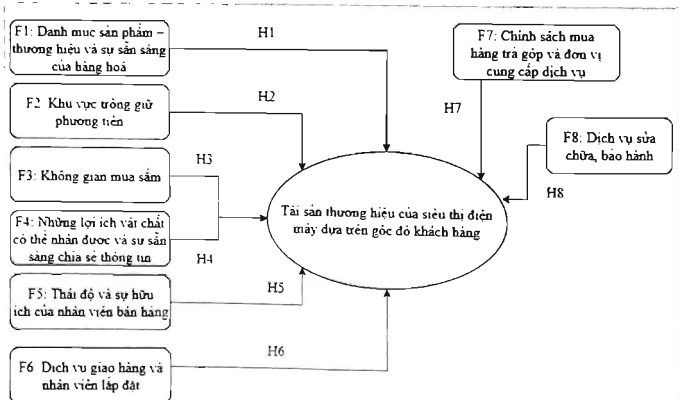 F1: Danh mục sản phẩm –
thương hiệu và sự sẵn sàng
của hàng hoá
H1
F2 Khu vực trông giữ
phương tiện
H2
F3: Không gian mua sắm
H3
F4: Những lợi ích vật chất
có thể nhận được và sự sẵn
sàng chia sẻ thông tin
H4
F5: Thái độ và sự hữu
ích của nhân viên bán hàng
H5
F6 Dịch vụ giao hàng và
nhân viên lắp đặt
H6
F7: Chính sách mua
hàng trả góp và đơn vị
cung cấp dịch vụ
H7
F8: Dịch vụ sửa
chữa, bảo hành
H8
Tài sản thương hiệu của siêu thị điện
máy dựa trên góc độ khách hàng